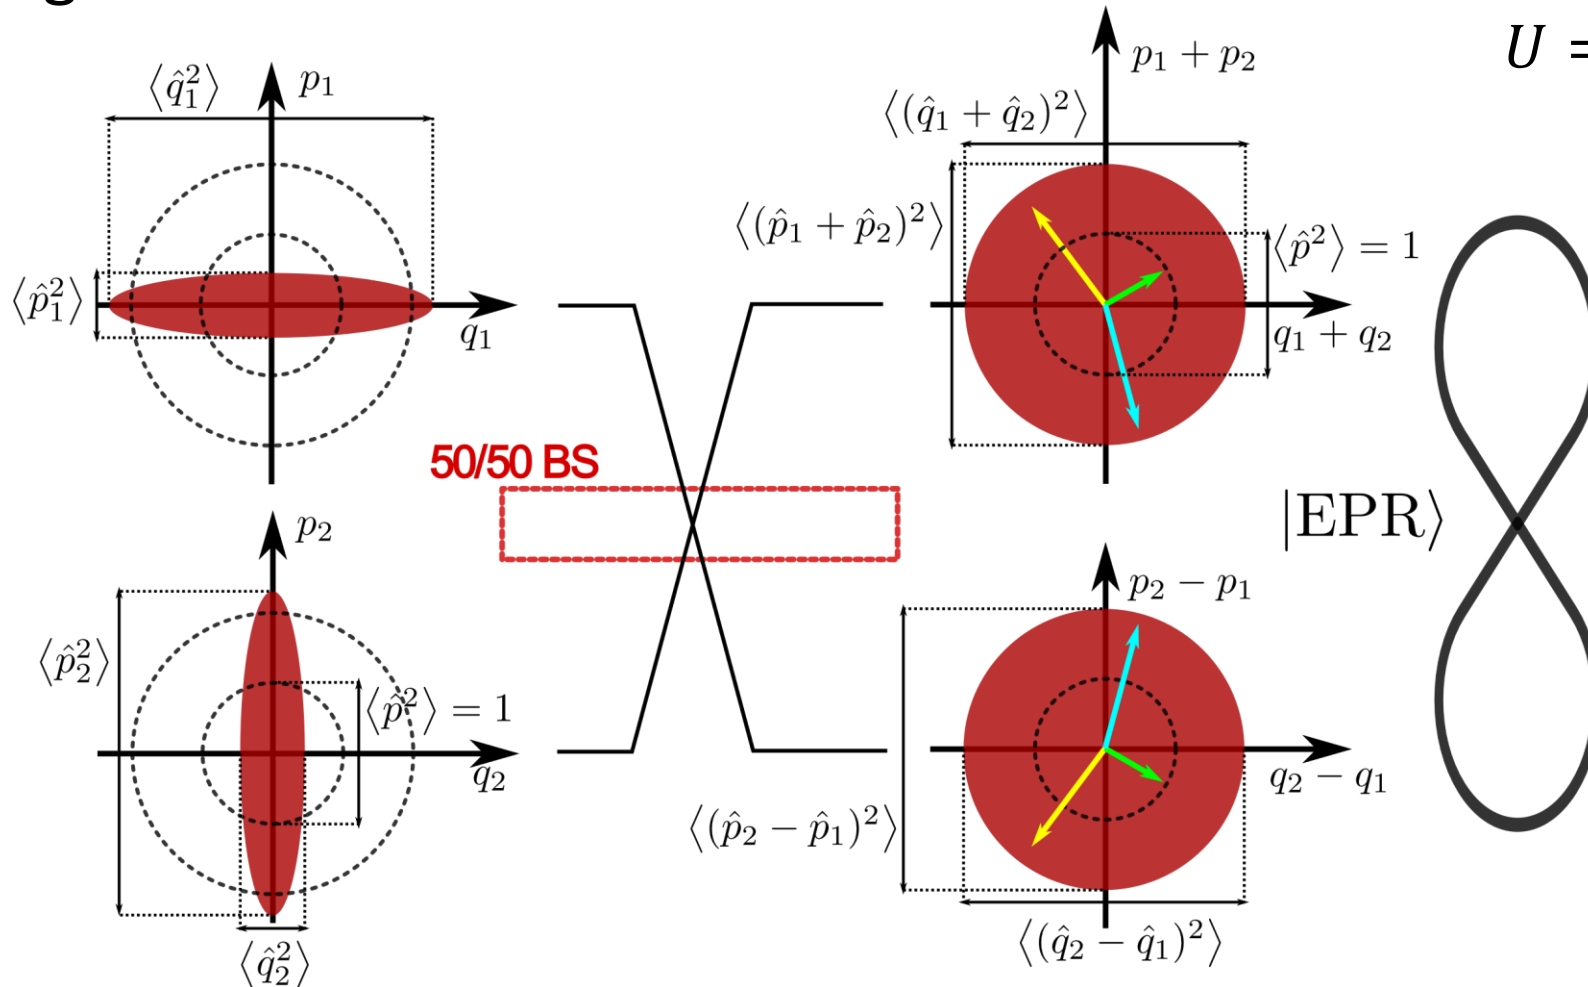 g
U =
⟨q̂₁²⟩
p₁
⟨p̂₁²⟩
q₁
p₂
⟨p̂₂²⟩
⟨p̂²⟩ = 1
q₂
⟨q̂₂²⟩
50/50 BS
p₁ + p₂
⟨(q̂₁ + q̂₂)²⟩
⟨(p̂₁ + p̂₂)²⟩
⟨p̂²⟩ = 1
q₁ + q₂
|EPR⟩
p₂ − p₁
q₂ − q₁
⟨(p̂₂ − p̂₁)²⟩
⟨(q̂₂ − q̂₁)²⟩